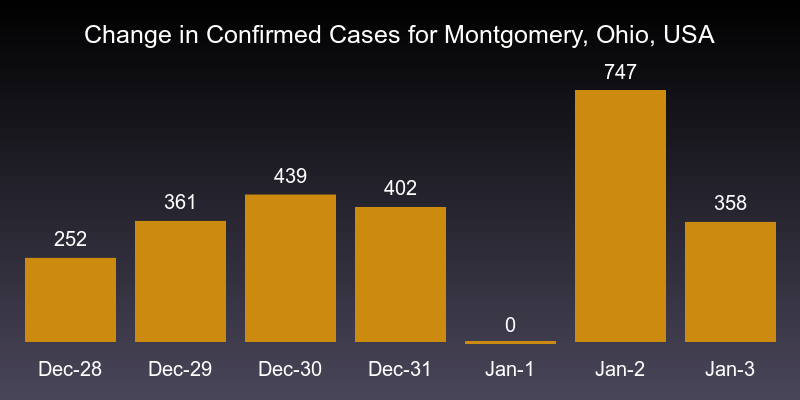 Change in Confirmed Cases for Montgomery, Ohio, USA
252 361 439 402 0 747 358
Dec-28 Dec-29 Dec-30 Dec-31 Jan-1 Jan-2 Jan-3